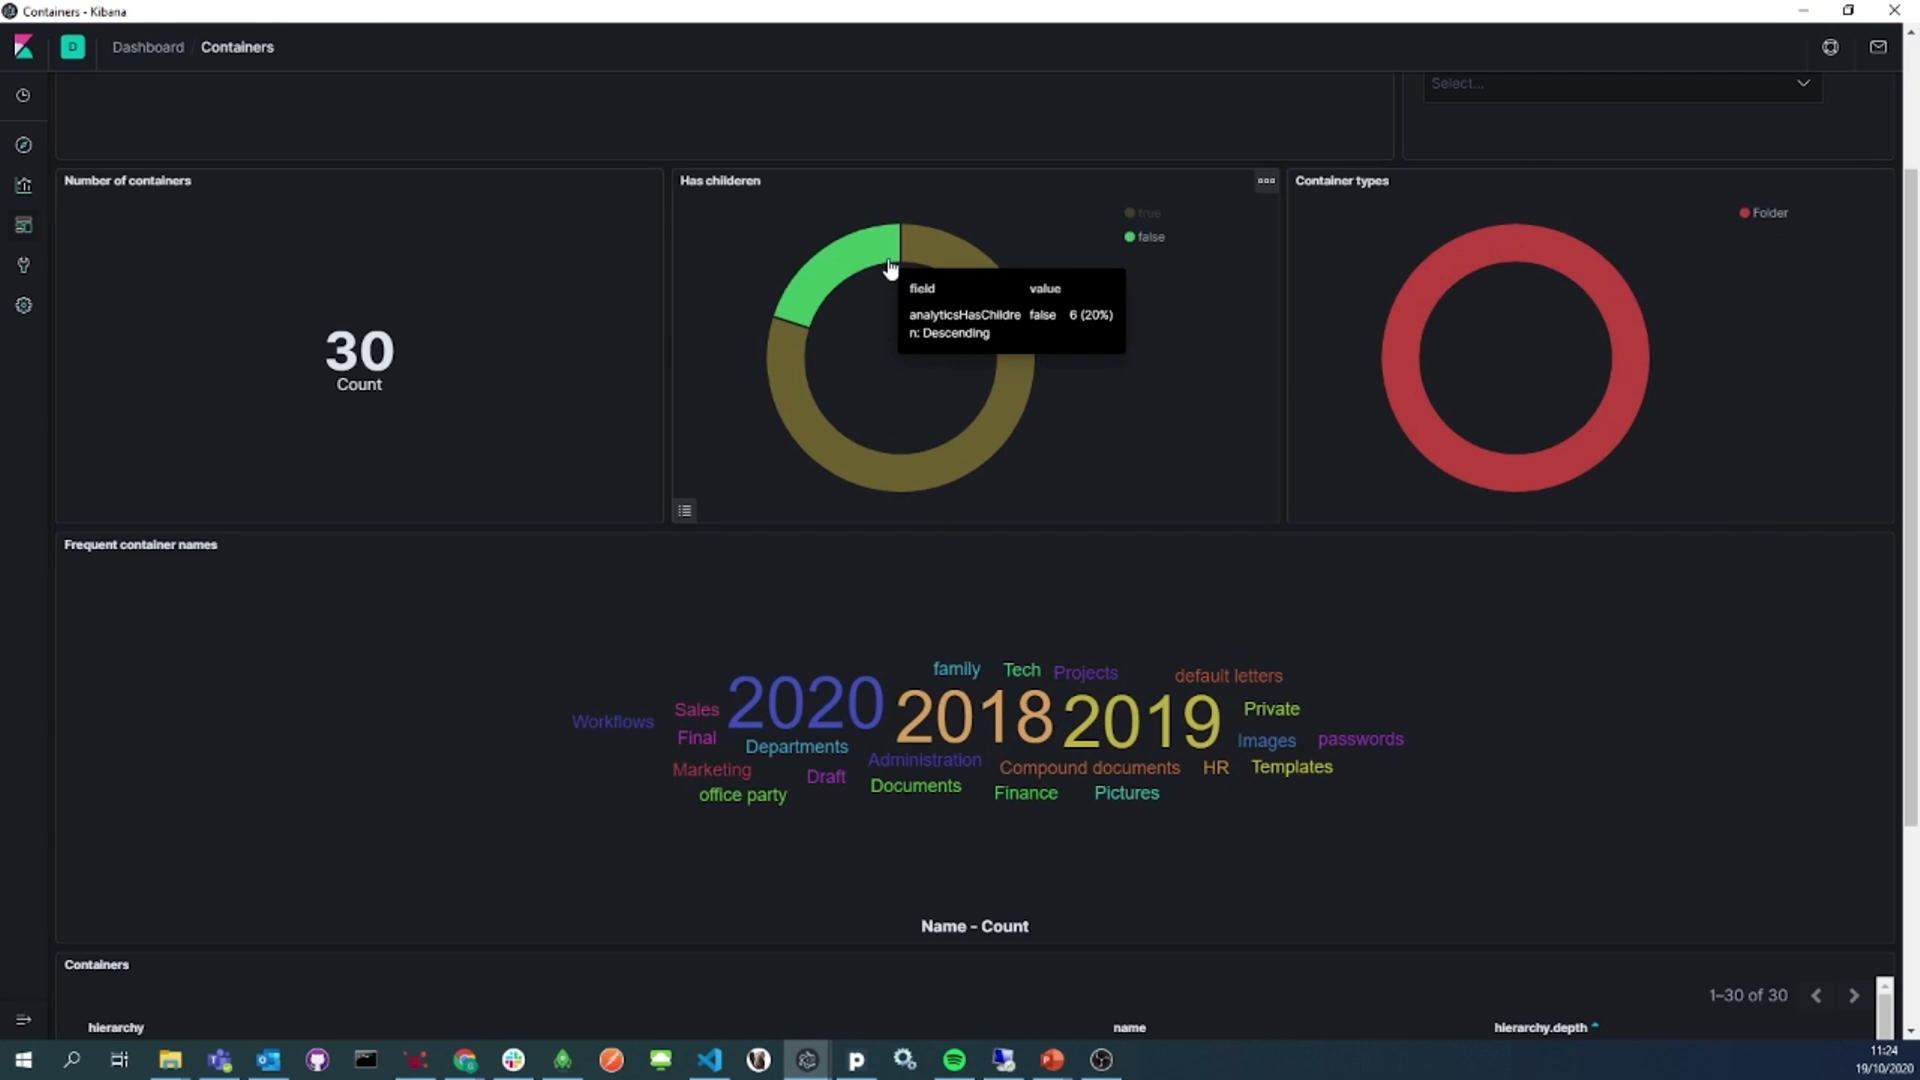 Containers - Kibana
D Dashboard / Containers
Select...
Number of containers
30
Count
Has childeren
true
false
field value
analyticsHasChildre false 6 (20%)
n: Descending
Container types
Folder
Frequent container names
family Tech Projects default letters
Workflows Sales 2020 2018 2019 Private
Final Departments Administration Compound documents HR Images passwords
Marketing Draft Documents Finance Pictures Templates
office party
Name - Count
Containers
1–30 of 30
hierarchy name hierarchy.depth
11:24
19/10/2020